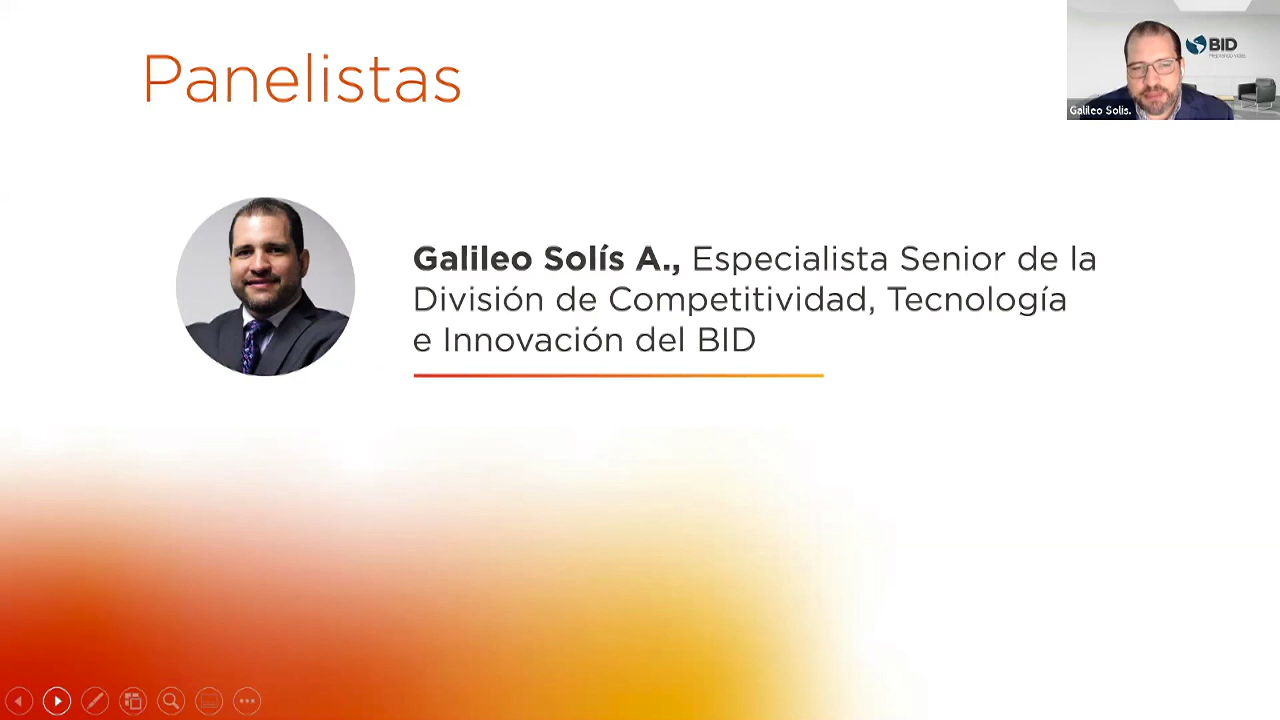 Panelistas
BID
Galileo Solis.
Galileo Solís A., Especialista Senior de la
División de Competitividad, Tecnología
e Innovación del BID